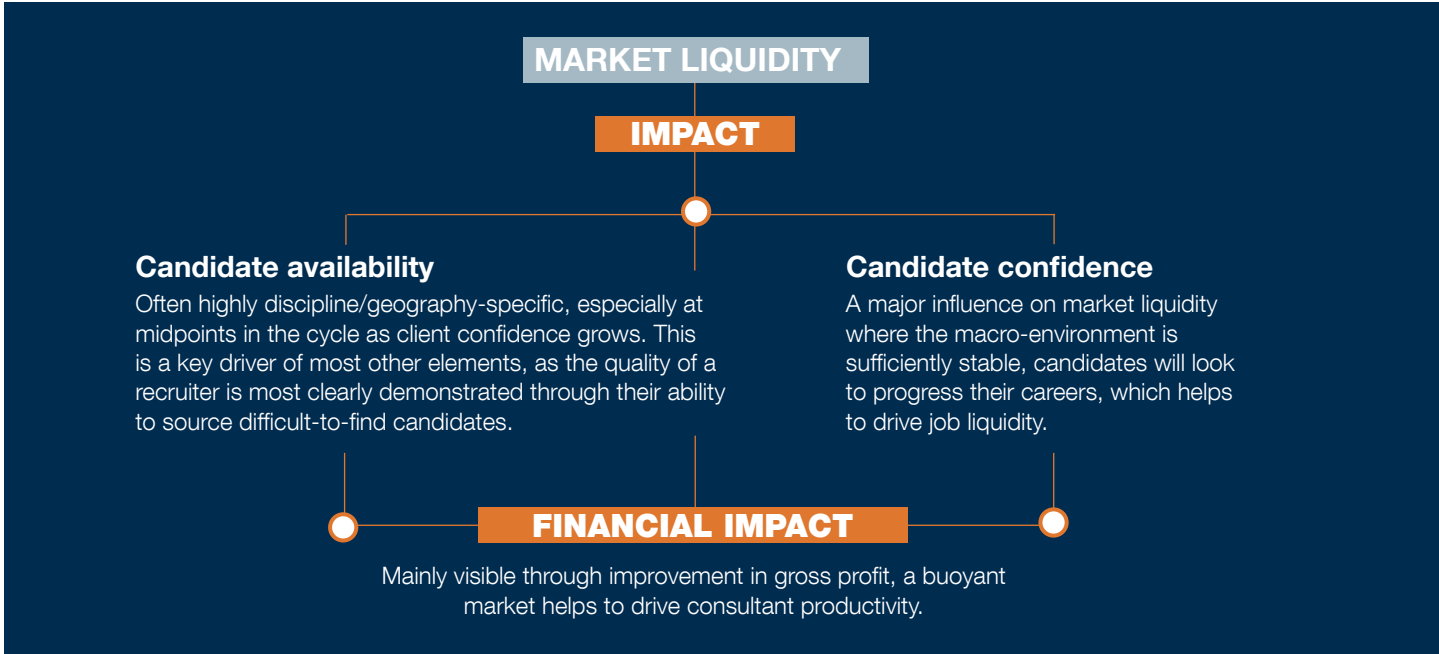 MARKET LIQUIDITY
IMPACT
Candidate availability
Often highly discipline/geography-specific, especially at
midpoints in the cycle as client confidence grows. This
is a key driver of most other elements, as the quality of a
recruiter is most clearly demonstrated through their ability
to source difficult-to-find candidates.
Candidate confidence
A major influence on market liquidity
where the macro-environment is
sufficiently stable, candidates will look
to progress their careers, which helps
to drive job liquidity.
FINANCIAL IMPACT
Mainly visible through improvement in gross profit, a buoyant
market helps to drive consultant productivity.